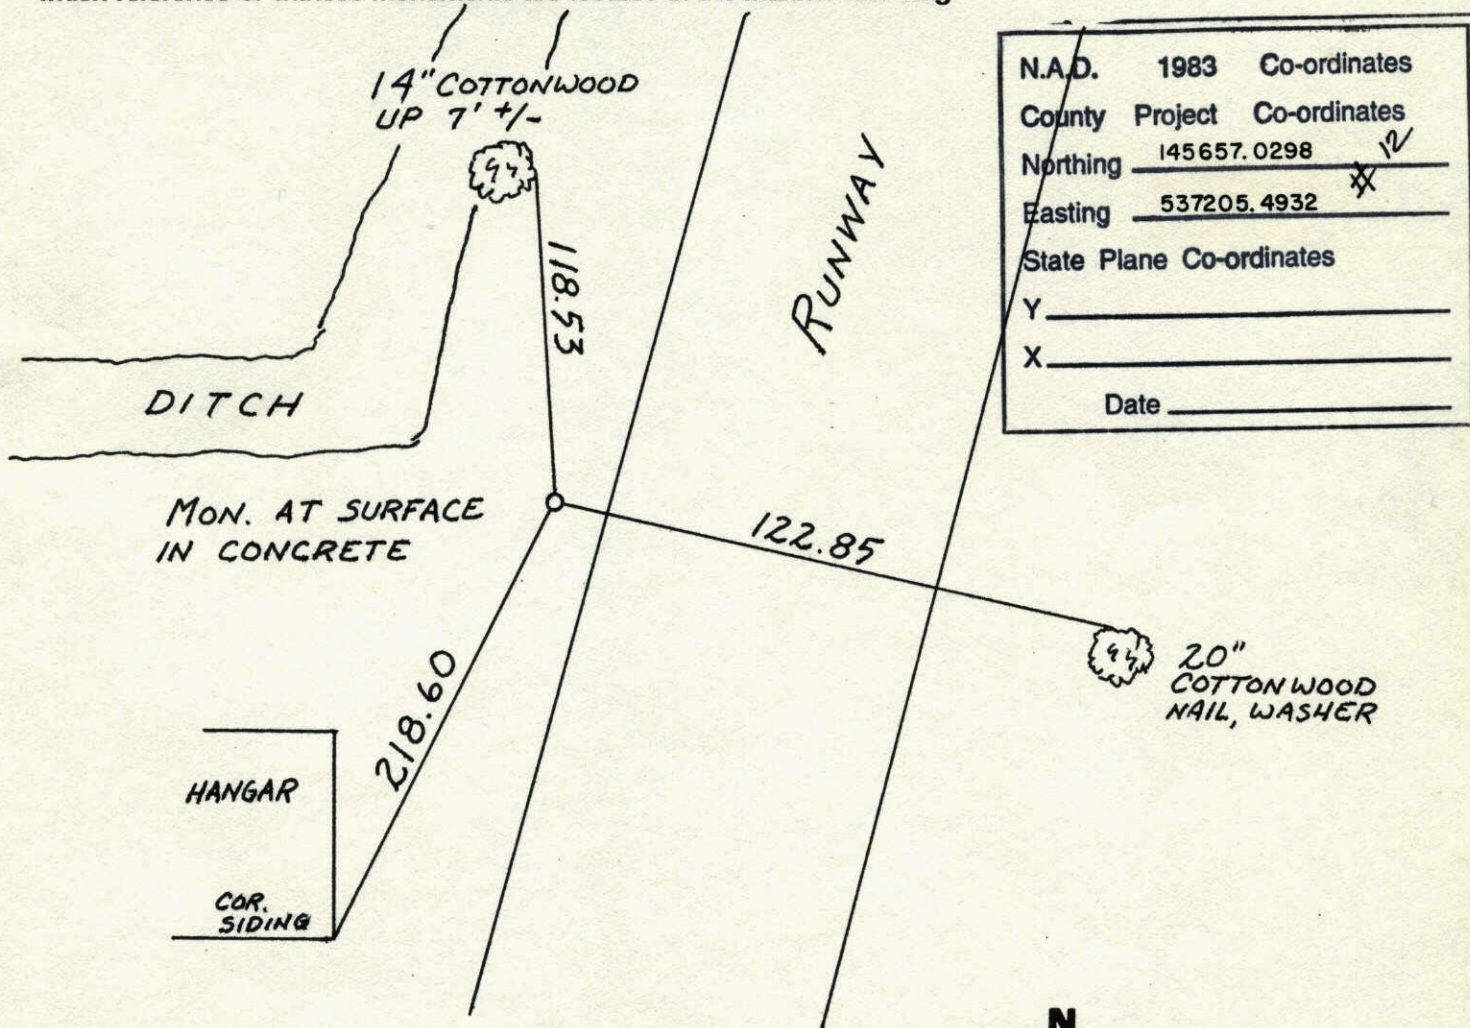 14" COTTONWOOD
UP 7' +/-
N.A.D. 1983 Co-ordinates
County Project Co-ordinates
Northing 145657.0298
12
Easting 537205.4932
State Plane Co-ordinates
Y
X
Date
RUNWAY
118.53
DITCH
MON. AT SURFACE
IN CONCRETE
122.85
20"
COTTONWOOD
NAIL, WASHER
218.60
HANGAR
COR.
SIDING
N